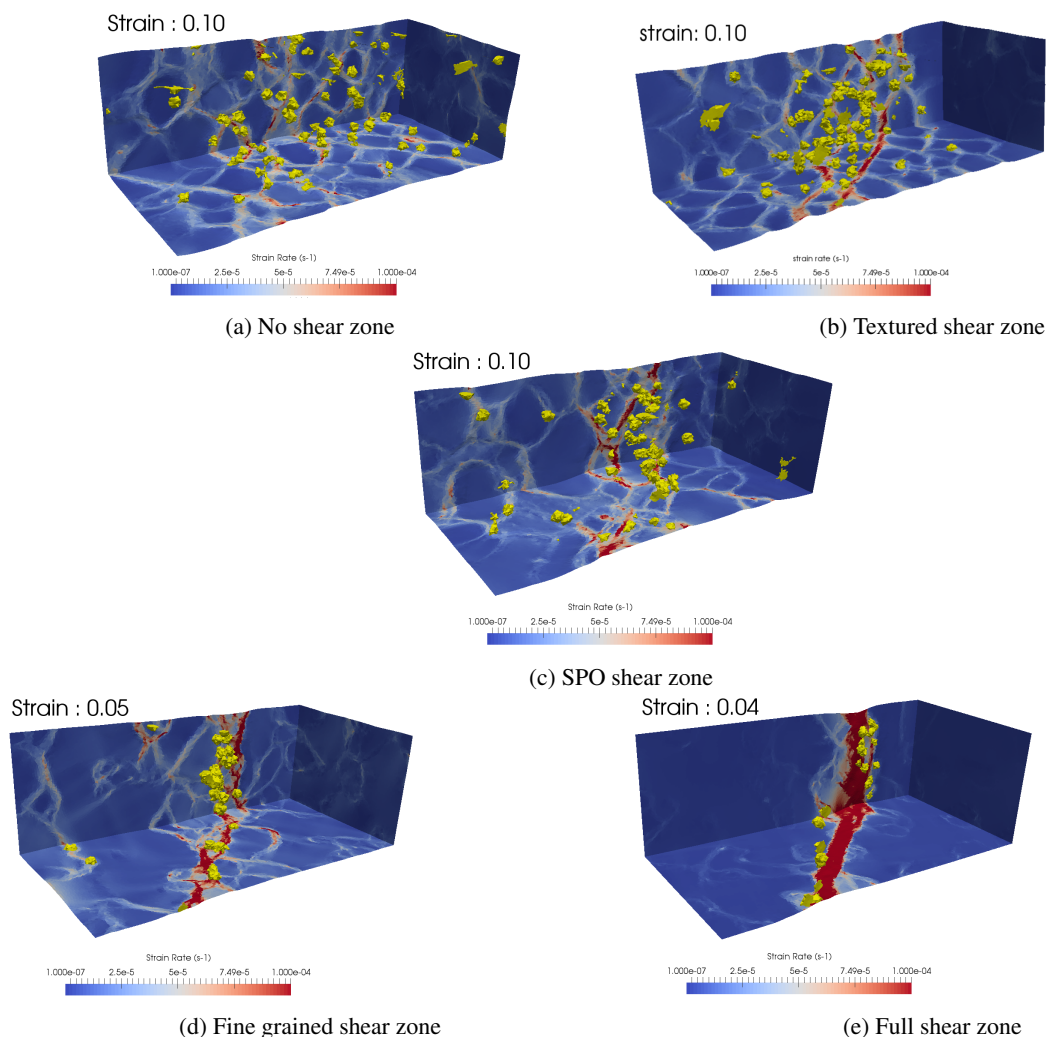 Strain : 0.10
strain: 0.10
Strain Rate (s-1)
1.000e-07 2.5e-5 5e-5 7.49e-5 1.000e-04
strain rate (s-1)
1.000e-07 2.5e-5 5e-5 7.49e-5 1.000e-04
(a) No shear zone
(b) Textured shear zone
Strain : 0.10
Strain Rate (s-1)
1.000e-07 2.5e-5 5e-5 7.49e-5 1.000e-04
(c) SPO shear zone
Strain : 0.05
Strain : 0.04
Strain Rate (s-1)
1.000e-07 2.5e-5 5e-5 7.49e-5 1.000e-04
Strain Rate (s-1)
1.000e-07 2.5e-5 5e-5 7.49e-5 1.000e-04
(d) Fine grained shear zone
(e) Full shear zone